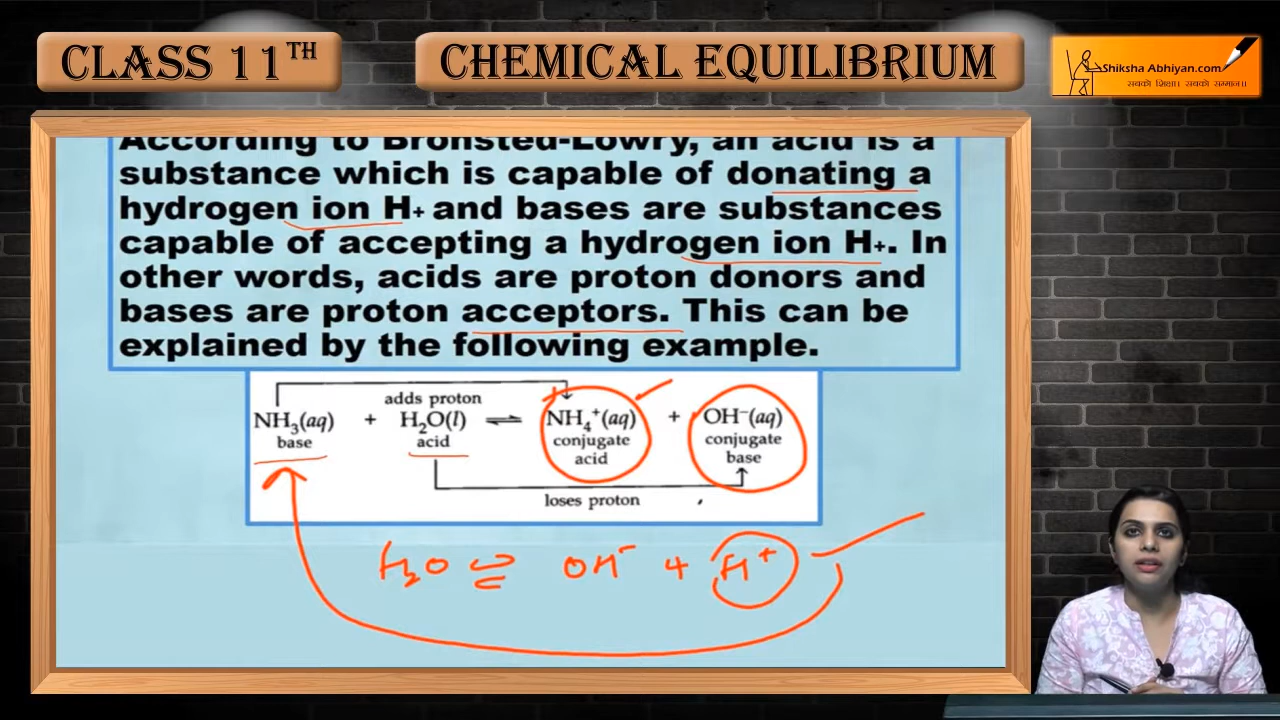 CLASS 11TH
CHEMICAL EQUILIBRIUM
Shiksha Abhiyan.com
सबको शिक्षा। सबको सम्मान।।
According to Bronsted-Lowry, an acid is a
substance which is capable of donating a
hydrogen ion H+ and bases are substances
capable of accepting a hydrogen ion H+. In
other words, acids are proton donors and
bases are proton acceptors. This can be
explained by the following example.
adds proton
NH₃(aq) + H₂O(l) ⇌ NH₄⁺(aq) + OH⁻(aq)
base acid conjugate conjugate
acid base
loses proton
H₂O ⇌ OH⁻ + H⁺